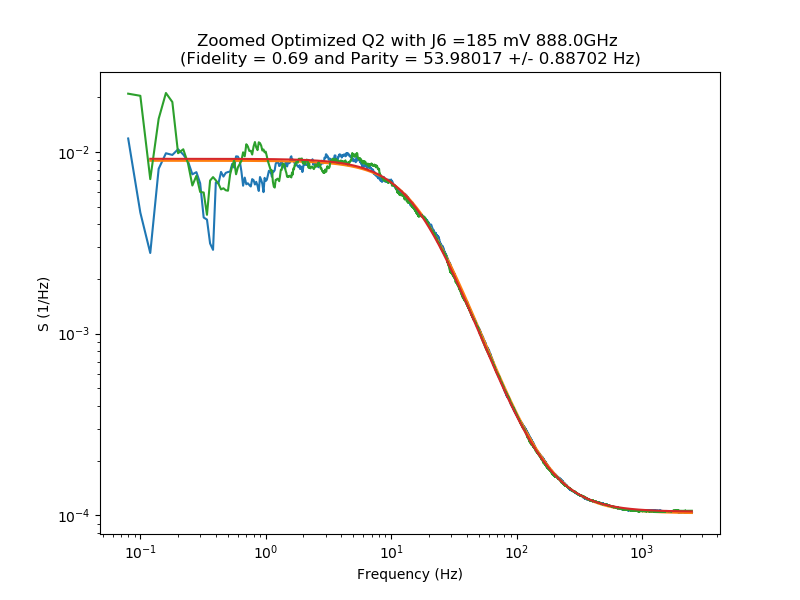 Zoomed Optimized Q2 with J6 =185 mV 888.0GHz
(Fidelity = 0.69 and Parity = 53.98017 +/- 0.88702 Hz)
10⁻²
10⁻³
10⁻⁴
S (1/Hz)
10⁻¹ 10⁰ 10¹ 10² 10³
Frequency (Hz)